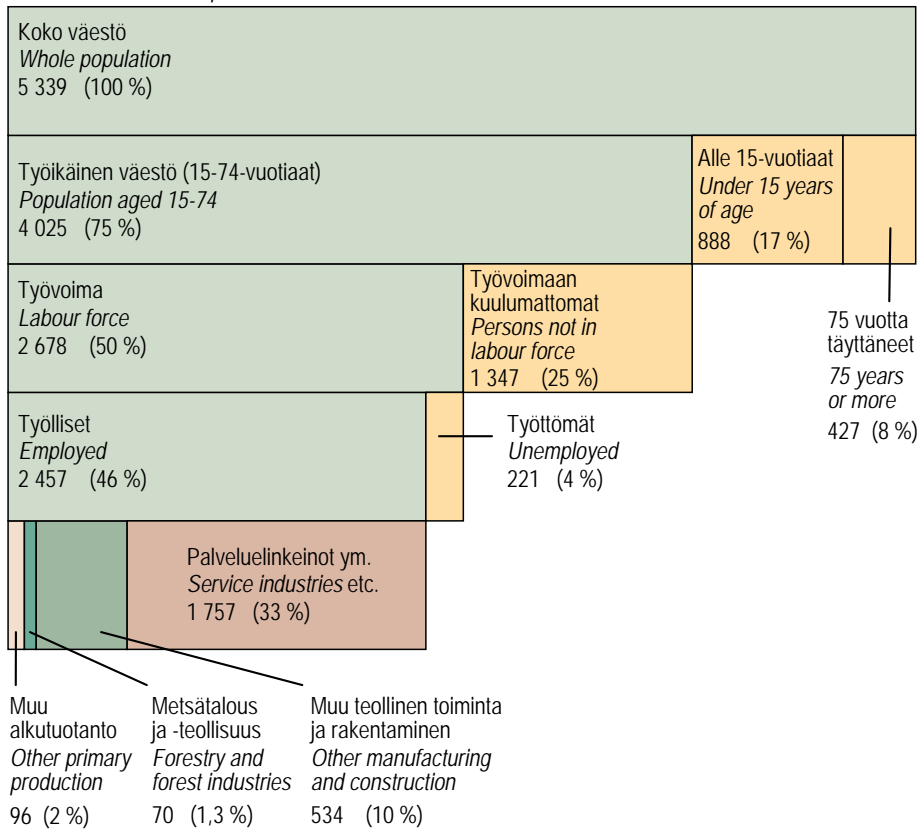 Koko väestö
Whole population
5 339 (100 %)
Työikäinen väestö (15-74-vuotiaat)
Population aged 15-74
4 025 (75 %)
Alle 15-vuotiaat
Under 15 years
of age
888 (17 %)
75 vuotta
täyttäneet
75 years
or more
427 (8 %)
Työvoima
Labour force
2 678 (50 %)
Työvoimaan
kuulumattomat
Persons not in
labour force
1 347 (25 %)
Työlliset
Employed
2 457 (46 %)
Työttömät
Unemployed
221 (4 %)
Palveluelinkeinot ym.
Service industries etc.
1 757 (33 %)
Muu
alkutuotanto
Other primary
production
96 (2 %)
Metsätalous
ja -teollisuus
Forestry and
forest industries
70 (1,3 %)
Muu teollinen toiminta
ja rakentaminen
Other manufacturing
and construction
534 (10 %)